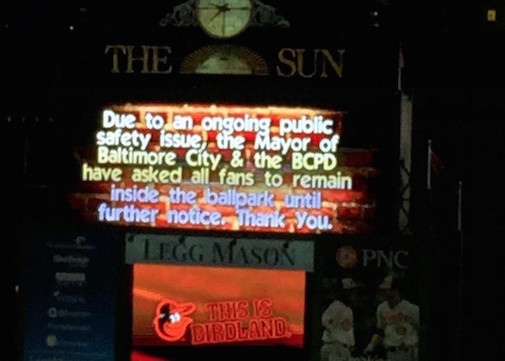 THE SUN
Due to an ongoing public
safety issue, the Mayor of
Baltimore City & the BCPD
have asked all fans to remain
inside the ballpark until
further notice. Thank You.
LEGG MASON
PNC
THIS IS
BIRDLAND